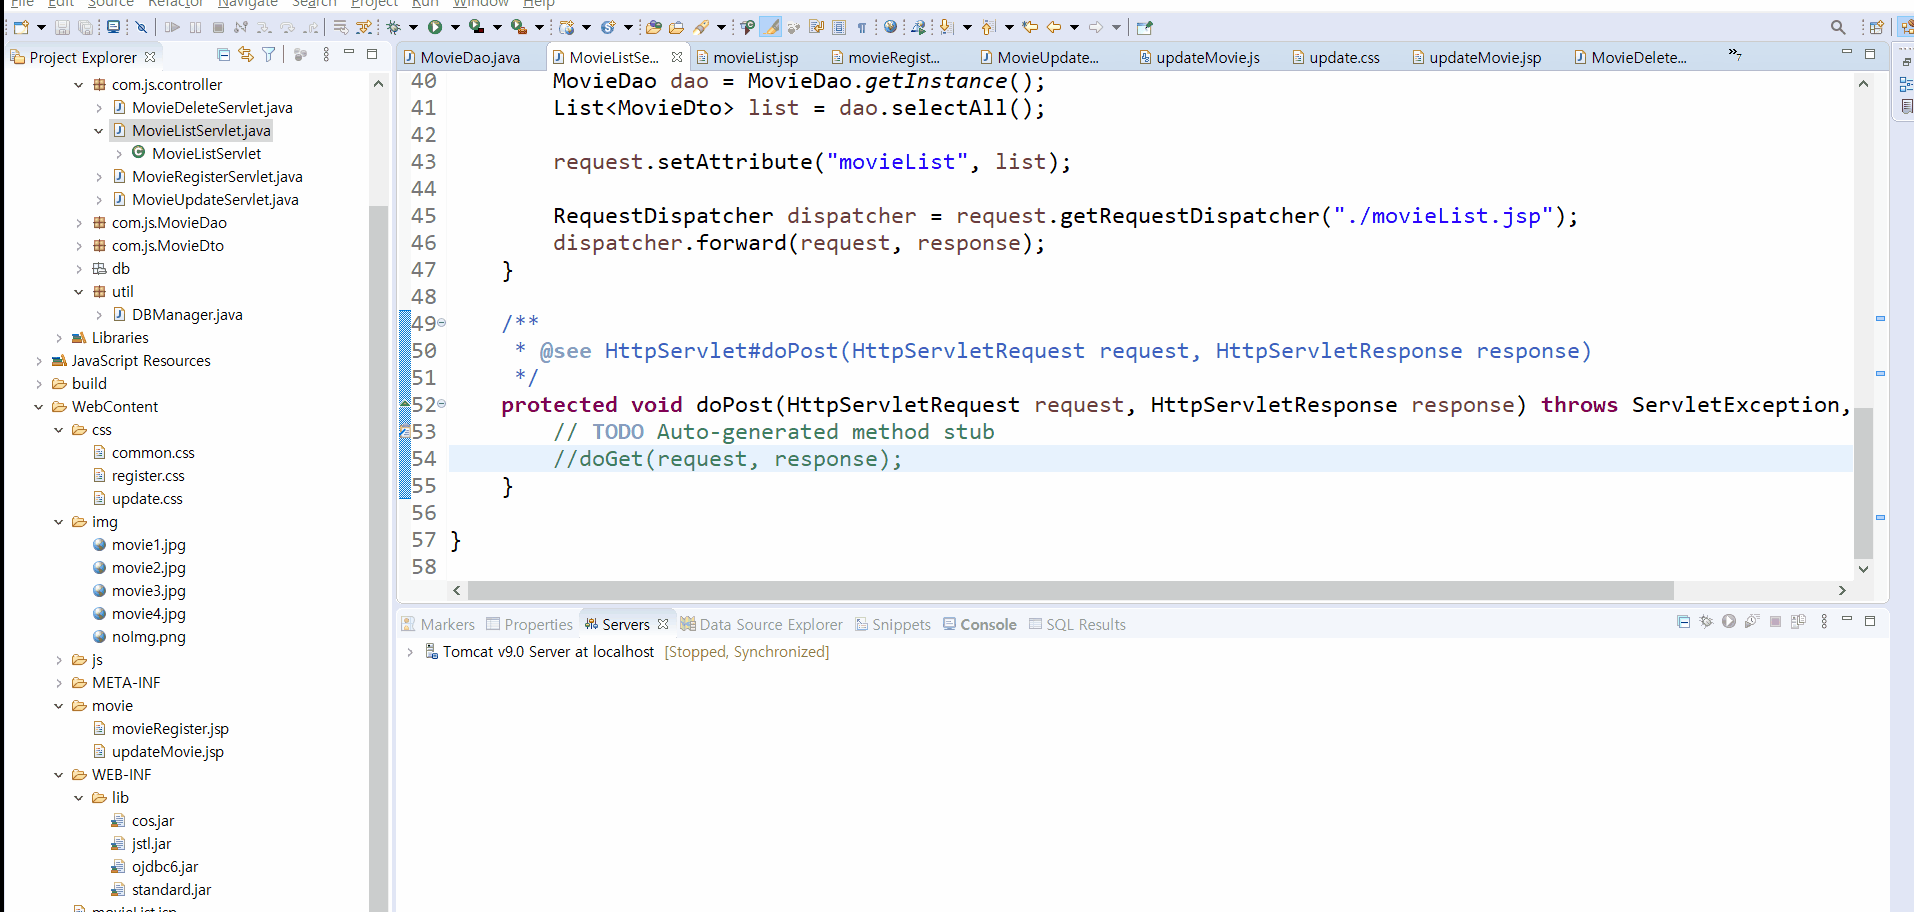 File Edit Source Refactor Navigate Search Project Run Window Help
Project Explorer
com.js.controller
MovieDeleteServlet.java
MovieListServlet.java
MovieListServlet
MovieRegisterServlet.java
MovieUpdateServlet.java
com.js.MovieDao
com.js.MovieDto
db
util
DBManager.java
Libraries
JavaScript Resources
build
WebContent
css
common.css
register.css
update.css
img
movie1.jpg
movie2.jpg
movie3.jpg
movie4.jpg
noImg.png
js
META-INF
movie
movieRegister.jsp
updateMovie.jsp
WEB-INF
lib
cos.jar
jstl.jar
ojdbc6.jar
standard.jar
movieList.jsp
MovieDao.java MovieListSe... movieList.jsp movieRegist... MovieUpdate... updateMovie.js update.css updateMovie.jsp MovieDelete... »7
40 MovieDao dao = MovieDao.getInstance();
41 List<MovieDto> list = dao.selectAll();
42
43 request.setAttribute("movieList", list);
44
45 RequestDispatcher dispatcher = request.getRequestDispatcher("./movieList.jsp");
46 dispatcher.forward(request, response);
47 }
48
49 /**
50 * @see HttpServlet#doPost(HttpServletRequest request, HttpServletResponse response)
51 */
52 protected void doPost(HttpServletRequest request, HttpServletResponse response) throws ServletException,
53 // TODO Auto-generated method stub
54 //doGet(request, response);
55 }
56
57 }
58
Markers Properties Servers Data Source Explorer Snippets Console SQL Results
Tomcat v9.0 Server at localhost [Stopped, Synchronized]